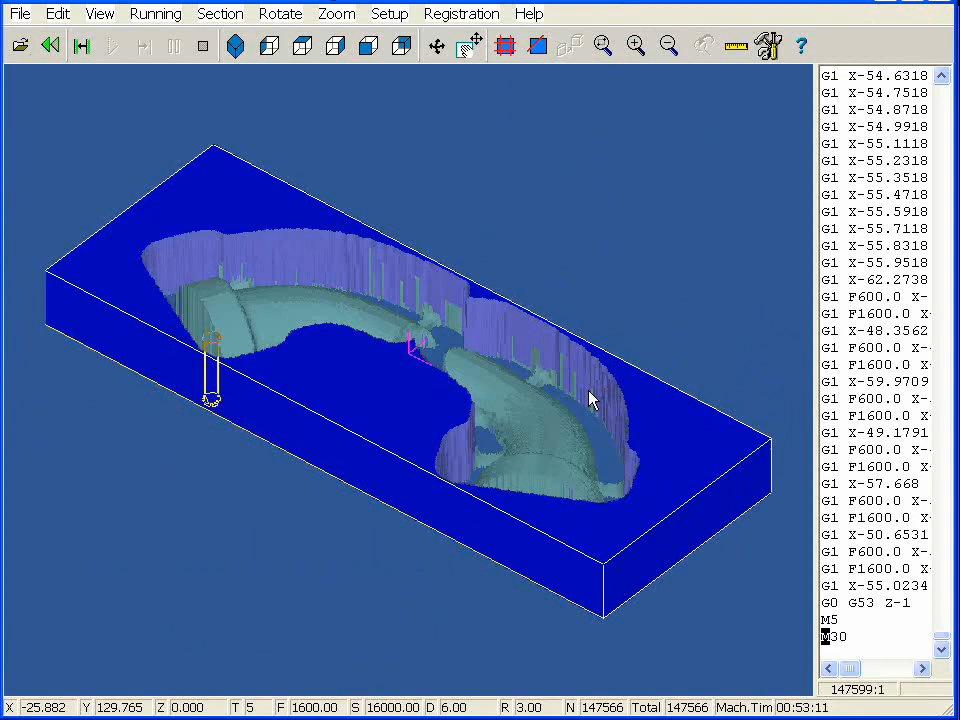 File Edit View Running Section Rotate Zoom Setup Registration Help
G1 X-54.6318
G1 X-54.7518
G1 X-54.8718
G1 X-54.9918
G1 X-55.1118
G1 X-55.2318
G1 X-55.3518
G1 X-55.4718
G1 X-55.5918
G1 X-55.7118
G1 X-55.8318
G1 X-55.9518
G1 X-62.2738
G1 F600.0 X-
G1 F1600.0 X-
G1 X-48.3562
G1 F600.0 X-
G1 F1600.0 X-
G1 X-59.9709
G1 F600.0 X-
G1 F1600.0 X-
G1 X-49.1791
G1 F600.0 X-
G1 F1600.0 X-
G1 X-57.668
G1 F600.0 X-
G1 F1600.0 X-
G1 X-50.6531
G1 F600.0 X-
G1 F1600.0 X-
G1 X-55.0234
G0 G53 Z-1
M5
M30
147599:1
X -25.882 Y 129.765 Z 0.000 T 5 F 1600.00 S 16000.00 D 6.00 R 3.00 N 147566 Total 147566 Mach.Tim 00:53:11